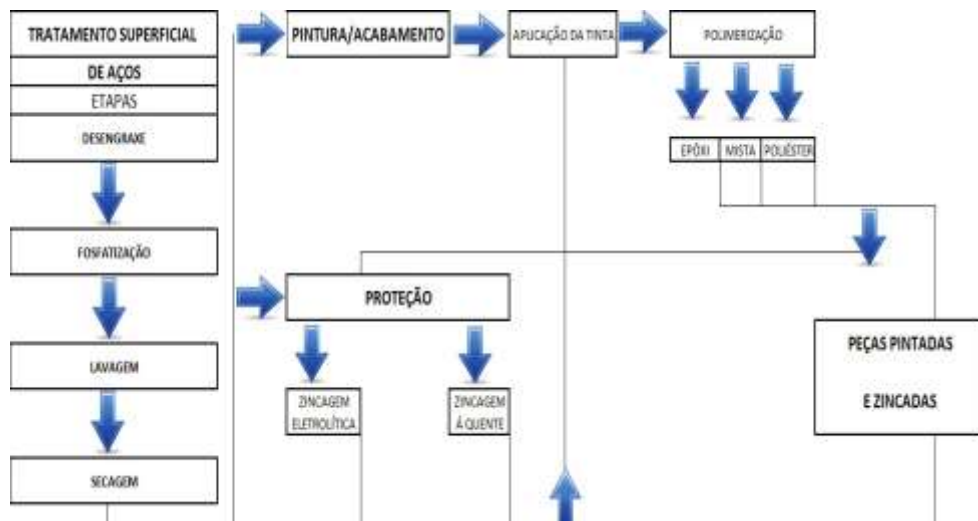 TRATAMENTO SUPERFICIAL
DE AÇOS
ETAPAS
DESENGRAXE
FOSFATIZAÇÃO
LAVAGEM
SECAGEM
PINTURA/ACABAMENTO
APLICAÇÃO DA TINTA
POLIMERIZAÇÃO
EPÓXI
MISTA
POLIÉSTER
PROTEÇÃO
ZINCAGEM
ELETROLÍTICA
ZINCAGEM
Á QUENTE
PEÇAS PINTADAS
E ZINCADAS